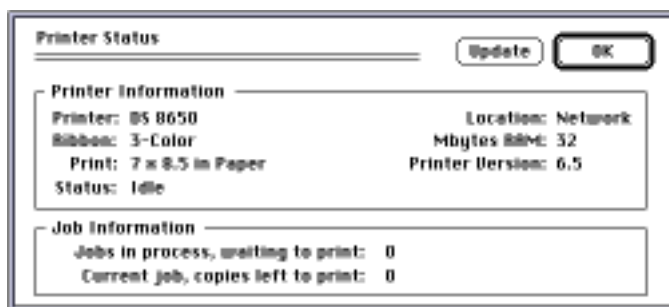 Printer Status
Update
OK
Printer Information
Printer: DS 8650
Location: Network
Ribbon: 3-Color
Mbytes RAM: 32
Print: 7 x 8.5 in Paper
Printer Version: 6.5
Status: Idle
Job Information
Jobs in process, waiting to print: 0
Current job, copies left to print: 0